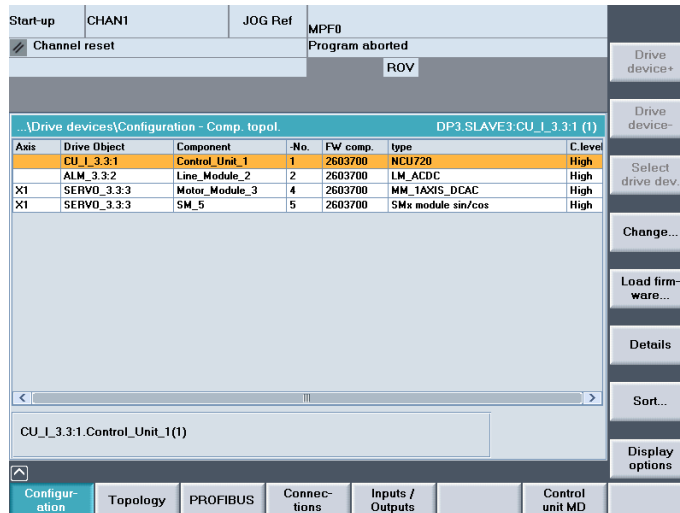 Start-up CHAN1 JOG Ref MPF0
Channel reset Program aborted
ROV
...\Drive devices\Configuration - Comp. topol. DP3.SLAVE3:CU_I_3.3:1 (1)
Axis Drive Object Component -No. FW comp. type C.level
CU_I_3.3:1 Control_Unit_1 1 2603700 NCU720 High
ALM_3.3:2 Line_Module_2 2 2603700 LM_ACDC High
X1 SERVO_3.3:3 Motor_Module_3 4 2603700 MM_1AXIS_DCAC High
X1 SERVO_3.3:3 SM_5 5 2603700 SMx module sin/cos High
CU_I_3.3:1.Control_Unit_1(1)
Drive
device+
Drive
device-
Select
drive dev.
Change...
Load firm-
ware...
Details
Sort...
Display
options
Configur-
ation
Topology
PROFIBUS
Connec-
tions
Inputs /
Outputs
Control
unit MD